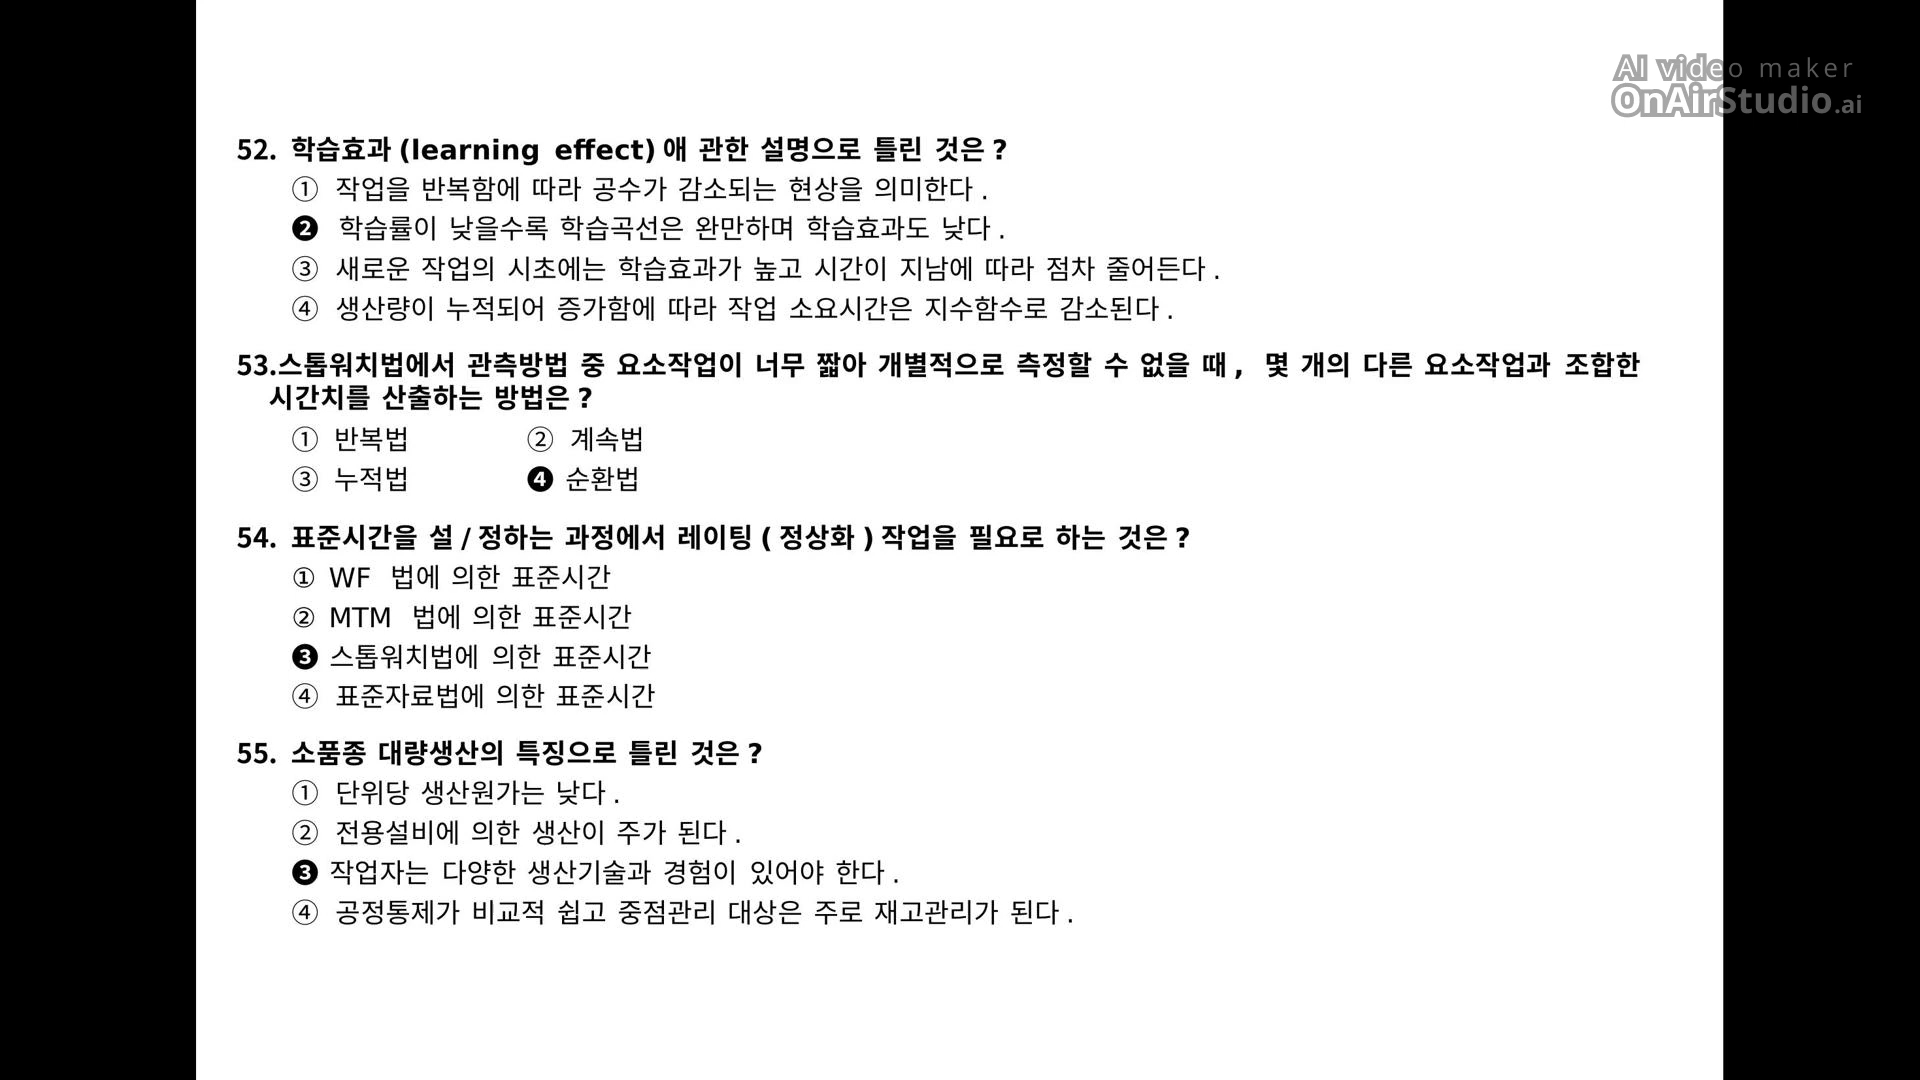 AI video maker
OnAirStudio.ai
52. 학습효과(learning effect)애 관한 설명으로 틀린 것은?
① 작업을 반복함에 따라 공수가 감소되는 현상을 의미한다.
❷ 학습률이 낮을수록 학습곡선은 완만하며 학습효과도 낮다.
③ 새로운 작업의 시초에는 학습효과가 높고 시간이 지남에 따라 점차 줄어든다.
④ 생산량이 누적되어 증가함에 따라 작업 소요시간은 지수함수로 감소된다.
53.스톱워치법에서 관측방법 중 요소작업이 너무 짧아 개별적으로 측정할 수 없을 때, 몇 개의 다른 요소작업과 조합한
시간치를 산출하는 방법은?
① 반복법 ② 계속법
③ 누적법 ❹ 순환법
54. 표준시간을 설/정하는 과정에서 레이팅(정상화)작업을 필요로 하는 것은?
① WF 법에 의한 표준시간
② MTM 법에 의한 표준시간
❸ 스톱워치법에 의한 표준시간
④ 표준자료법에 의한 표준시간
55. 소품종 대량생산의 특징으로 틀린 것은?
① 단위당 생산원가는 낮다.
② 전용설비에 의한 생산이 주가 된다.
❸ 작업자는 다양한 생산기술과 경험이 있어야 한다.
④ 공정통제가 비교적 쉽고 중점관리 대상은 주로 재고관리가 된다.